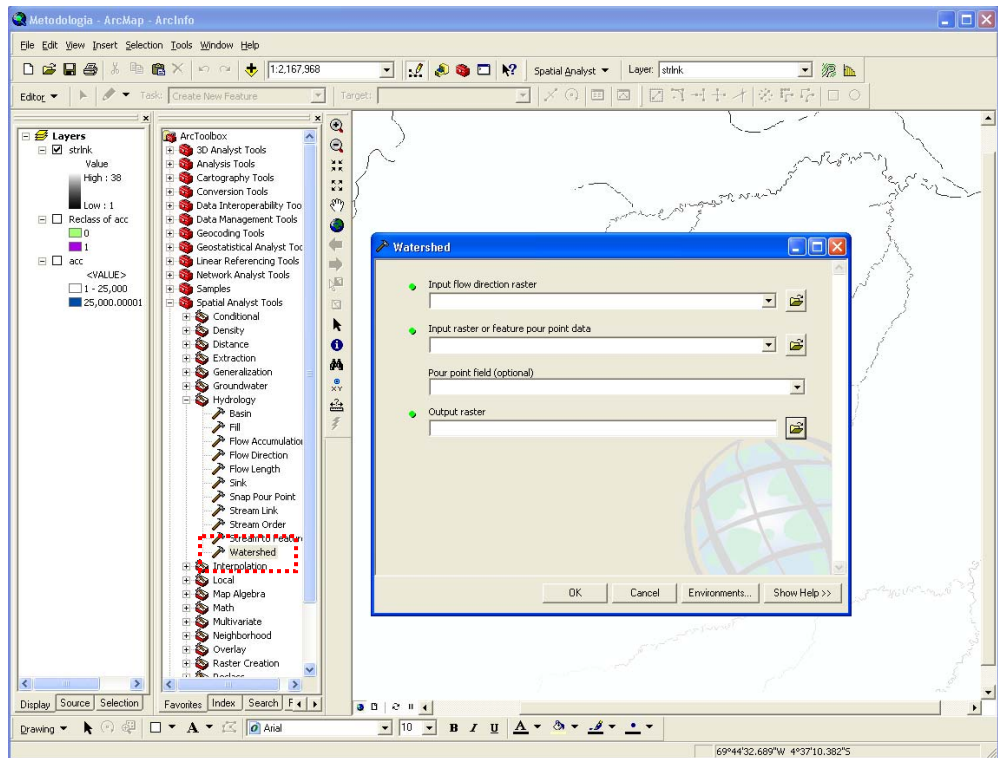 Metodologia - ArcMap - ArcInfo
File Edit View Insert Selection Tools Window Help
1:2,167,968
Spatial Analyst
Layer: strlnk
Editor
Task: Create New Feature
Target:
Layers
strlnk
Value
High : 38
Low : 1
Reclass of acc
0
1
acc
<VALUE>
1 - 25,000
25,000.00001
ArcToolbox
3D Analyst Tools
Analysis Tools
Cartography Tools
Conversion Tools
Data Interoperability Too
Data Management Tools
Geocoding Tools
Geostatistical Analyst Too
Linear Referencing Tools
Network Analyst Tools
Samples
Spatial Analyst Tools
Conditional
Density
Distance
Extraction
Generalization
Groundwater
Hydrology
Basin
Fill
Flow Accumulation
Flow Direction
Flow Length
Sink
Snap Pour Point
Stream Link
Stream Order
Stream to Feature
Watershed
Interpolation
Local
Map Algebra
Math
Multivariate
Neighborhood
Overlay
Raster Creation
Reclass
XY
Watershed
Input flow direction raster
Input raster or feature pour point data
Pour point field (optional)
Output raster
OK
Cancel
Environments...
Show Help >>
Display Source Selection
Favorites Index Search F
Drawing
A
Arial
10
B I U A
69°44'32.689"W 4°37'10.382"S